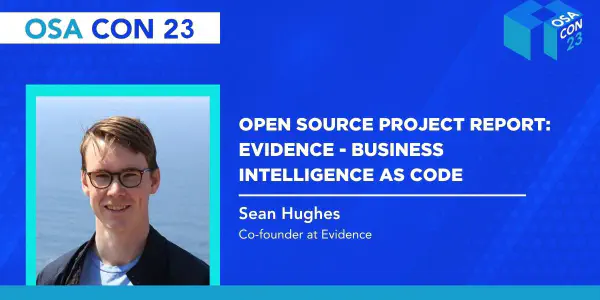 OSA CON 23
OSA
CON
23
OPEN SOURCE PROJECT REPORT:
EVIDENCE - BUSINESS
INTELLIGENCE AS CODE
Sean Hughes
Co-founder at Evidence